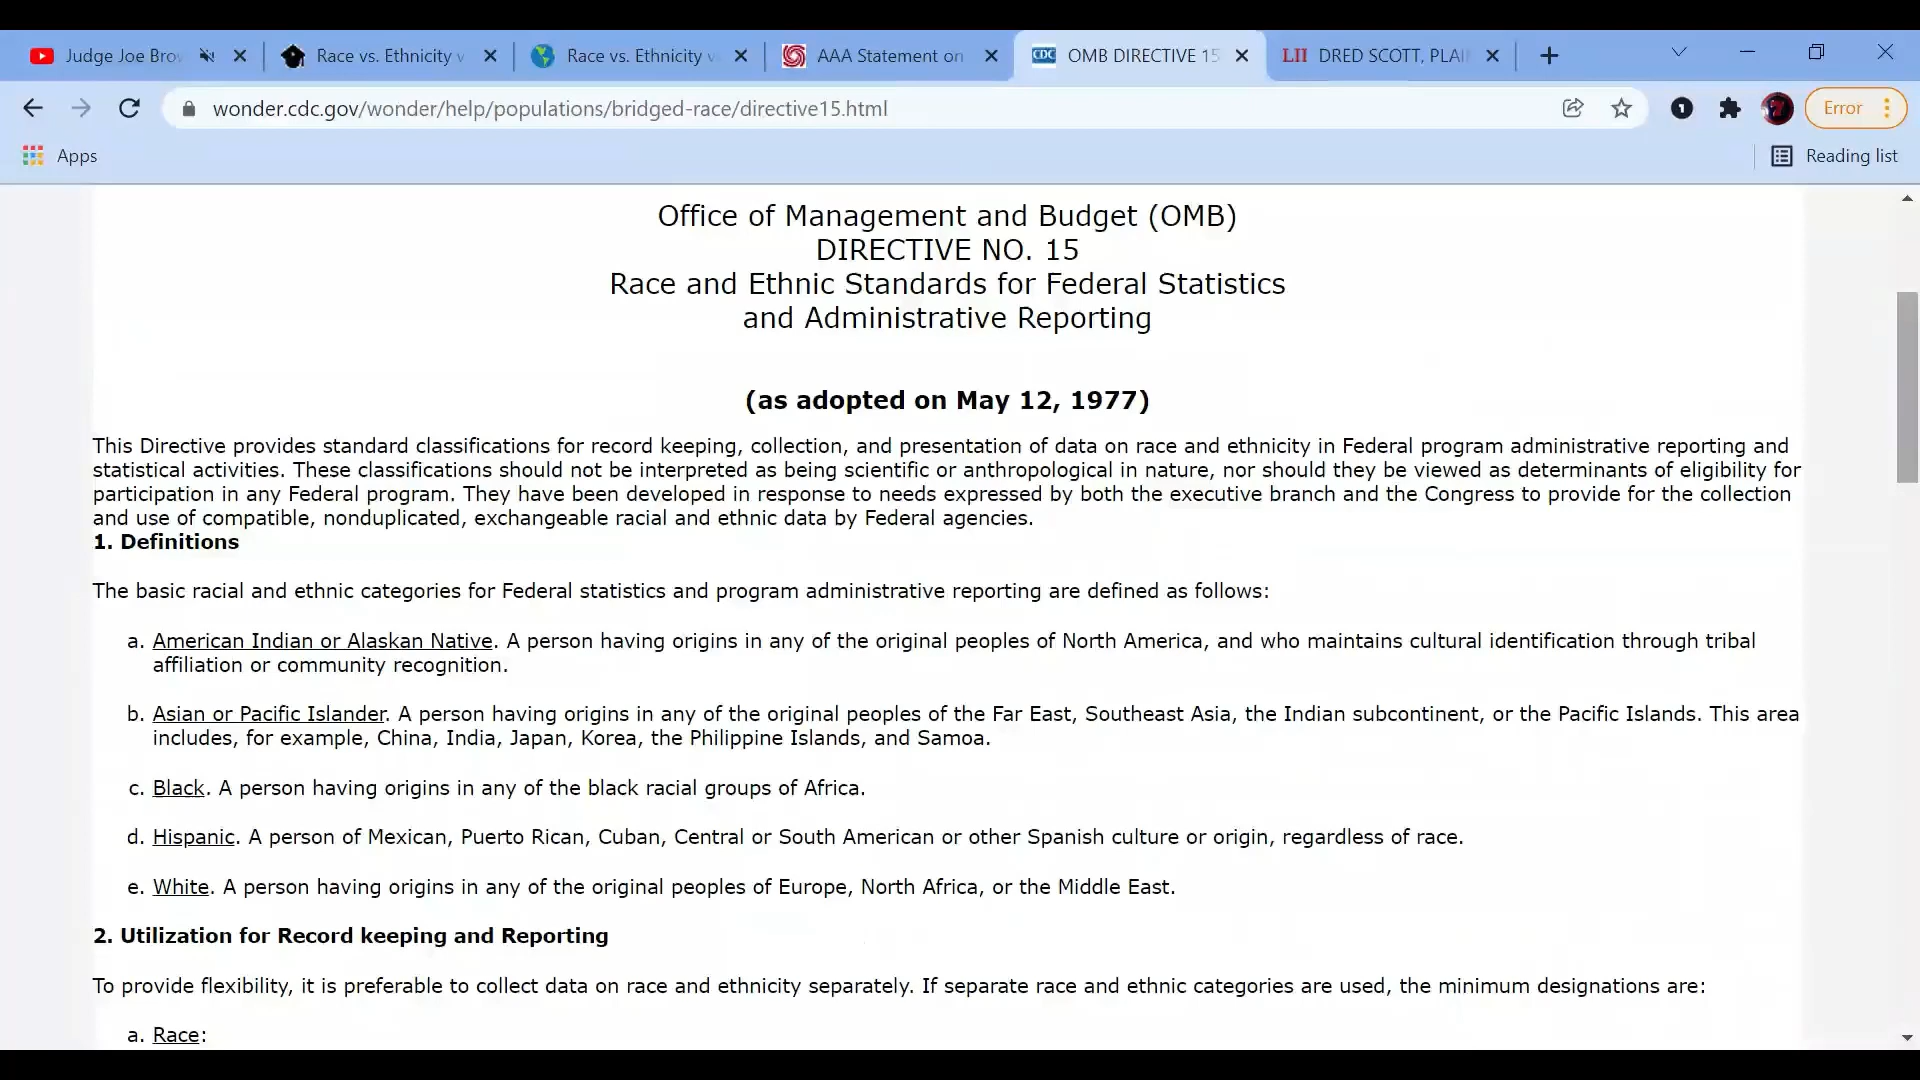 Judge Joe Brow
Race vs. Ethnicity v
Race vs. Ethnicity v
AAA Statement on
CDC OMB DIRECTIVE 15
LII DRED SCOTT, PLAI
wonder.cdc.gov/wonder/help/populations/bridged-race/directive15.html
1
7
Error
Apps
Reading list
Office of Management and Budget (OMB)
DIRECTIVE NO. 15
Race and Ethnic Standards for Federal Statistics
and Administrative Reporting
(as adopted on May 12, 1977)
This Directive provides standard classifications for record keeping, collection, and presentation of data on race and ethnicity in Federal program administrative reporting and
statistical activities. These classifications should not be interpreted as being scientific or anthropological in nature, nor should they be viewed as determinants of eligibility for
participation in any Federal program. They have been developed in response to needs expressed by both the executive branch and the Congress to provide for the collection
and use of compatible, nonduplicated, exchangeable racial and ethnic data by Federal agencies.
1. Definitions
The basic racial and ethnic categories for Federal statistics and program administrative reporting are defined as follows:
a. American Indian or Alaskan Native. A person having origins in any of the original peoples of North America, and who maintains cultural identification through tribal
affiliation or community recognition.
b. Asian or Pacific Islander. A person having origins in any of the original peoples of the Far East, Southeast Asia, the Indian subcontinent, or the Pacific Islands. This area
includes, for example, China, India, Japan, Korea, the Philippine Islands, and Samoa.
c. Black. A person having origins in any of the black racial groups of Africa.
d. Hispanic. A person of Mexican, Puerto Rican, Cuban, Central or South American or other Spanish culture or origin, regardless of race.
e. White. A person having origins in any of the original peoples of Europe, North Africa, or the Middle East.
2. Utilization for Record keeping and Reporting
To provide flexibility, it is preferable to collect data on race and ethnicity separately. If separate race and ethnic categories are used, the minimum designations are:
a. Race: